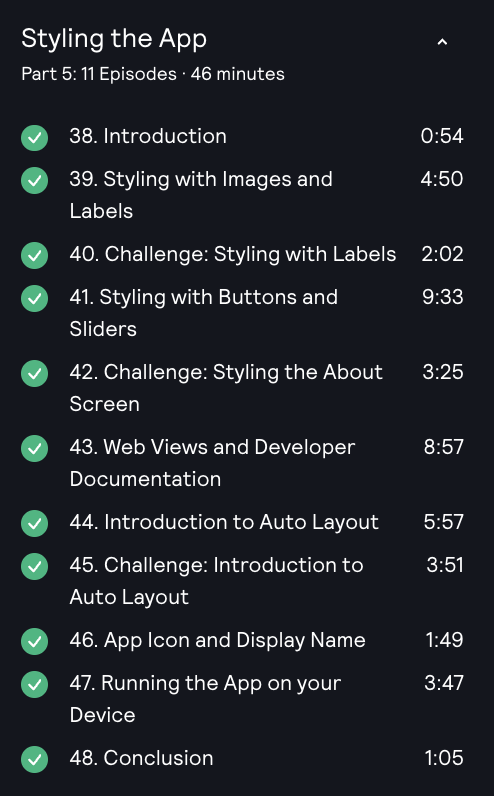 Styling the App
Part 5: 11 Episodes · 46 minutes
38. Introduction 0:54
39. Styling with Images and 4:50
Labels
40. Challenge: Styling with Labels 2:02
41. Styling with Buttons and 9:33
Sliders
42. Challenge: Styling the About 3:25
Screen
43. Web Views and Developer 8:57
Documentation
44. Introduction to Auto Layout 5:57
45. Challenge: Introduction to 3:51
Auto Layout
46. App Icon and Display Name 1:49
47. Running the App on your 3:47
Device
48. Conclusion 1:05